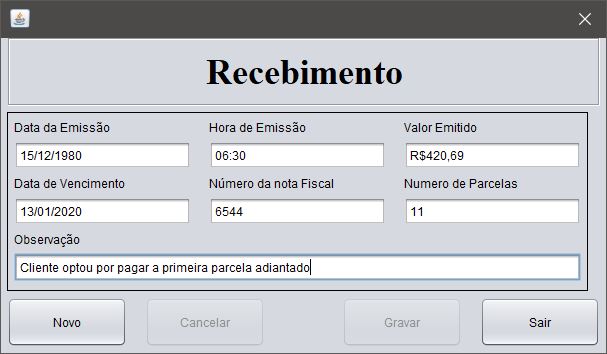 Recebimento
Data da Emissão Hora de Emissão Valor Emitido
15/12/1980 06:30 R$420,69
Data de Vencimento Número da nota Fiscal Numero de Parcelas
13/01/2020 6544 11
Observação
Cliente optou por pagar a primeira parcela adiantado
Novo Cancelar Gravar Sair